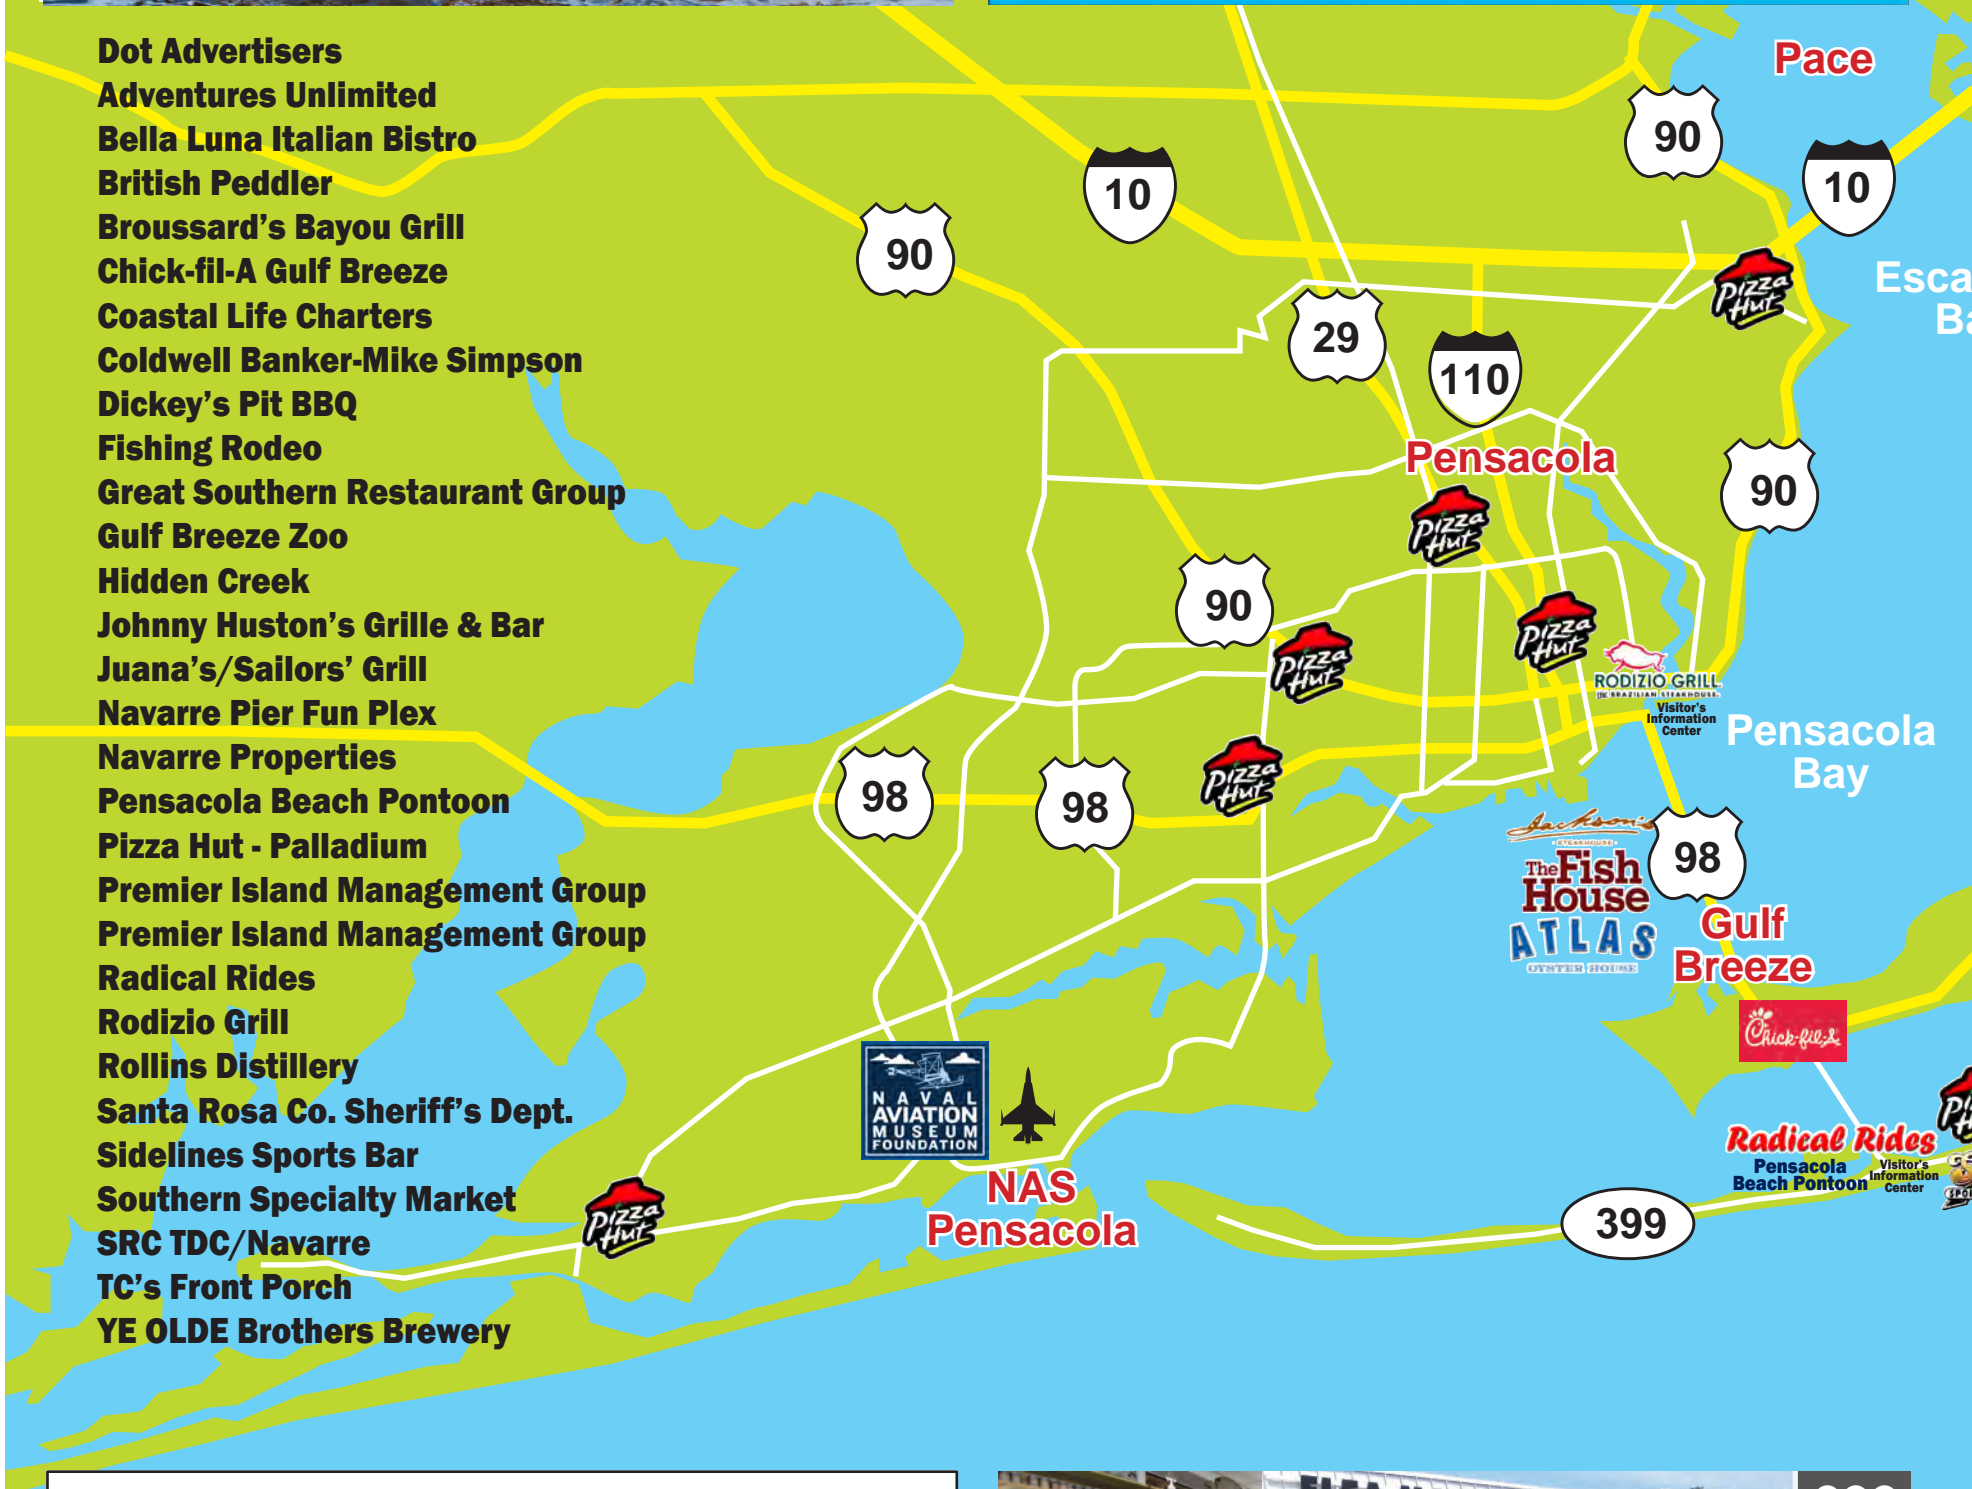 Dot Advertisers
Adventures Unlimited
Bella Luna Italian Bistro
British Peddler
Broussard's Bayou Grill
Chick-fil-A Gulf Breeze
Coastal Life Charters
Coldwell Banker-Mike Simpson
Dickey's Pit BBQ
Fishing Rodeo
Great Southern Restaurant Group
Gulf Breeze Zoo
Hidden Creek
Johnny Huston's Grille & Bar
Juana's/Sailors' Grill
Navarre Pier Fun Plex
Navarre Properties
Pensacola Beach Pontoon
Pizza Hut - Palladium
Premier Island Management Group
Premier Island Management Group
Radical Rides
Rodizio Grill
Rollins Distillery
Santa Rosa Co. Sheriff's Dept.
Sidelines Sports Bar
Southern Specialty Market
SRC TDC/Navarre
TC's Front Porch
YE OLDE Brothers Brewery
Pace
90
10
10
90
Pizza
Hut
29
110
Pensacola
90
Pizza
Hut
90
Pizza
Hut
Pizza
Hut
RODIZIO GRILL
THE BRAZILIAN STEAKHOUSE
Visitor's
Information
Center
Pensacola
Bay
98
98
Pizza
Hut
Jackson's
STEAKHOUSE
The Fish
House
ATLAS
OYSTER HOUSE
98
Gulf
Breeze
Chick-fil-A
NAVAL
AVIATION
MUSEUM
FOUNDATION
NAS
Pensacola
Radical Rides
Pensacola
Beach Pontoon
Visitor's
Information
Center
399
Pizza
Hut